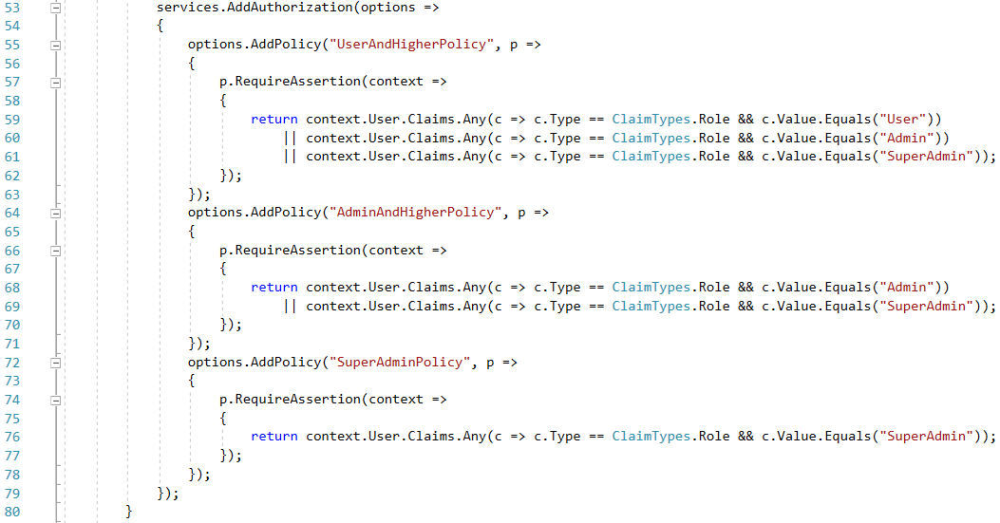 53 services.AddAuthorization(options =>
54 {
55 options.AddPolicy("UserAndHigherPolicy", p =>
56 {
57 p.RequireAssertion(context =>
58 {
59 return context.User.Claims.Any(c => c.Type == ClaimTypes.Role && c.Value.Equals("User"))
60 || context.User.Claims.Any(c => c.Type == ClaimTypes.Role && c.Value.Equals("Admin"))
61 || context.User.Claims.Any(c => c.Type == ClaimTypes.Role && c.Value.Equals("SuperAdmin"));
62 });
63 });
64 options.AddPolicy("AdminAndHigherPolicy", p =>
65 {
66 p.RequireAssertion(context =>
67 {
68 return context.User.Claims.Any(c => c.Type == ClaimTypes.Role && c.Value.Equals("Admin"))
69 || context.User.Claims.Any(c => c.Type == ClaimTypes.Role && c.Value.Equals("SuperAdmin"));
70 });
71 });
72 options.AddPolicy("SuperAdminPolicy", p =>
73 {
74 p.RequireAssertion(context =>
75 {
76 return context.User.Claims.Any(c => c.Type == ClaimTypes.Role && c.Value.Equals("SuperAdmin"));
77 });
78 });
79 });
80 }